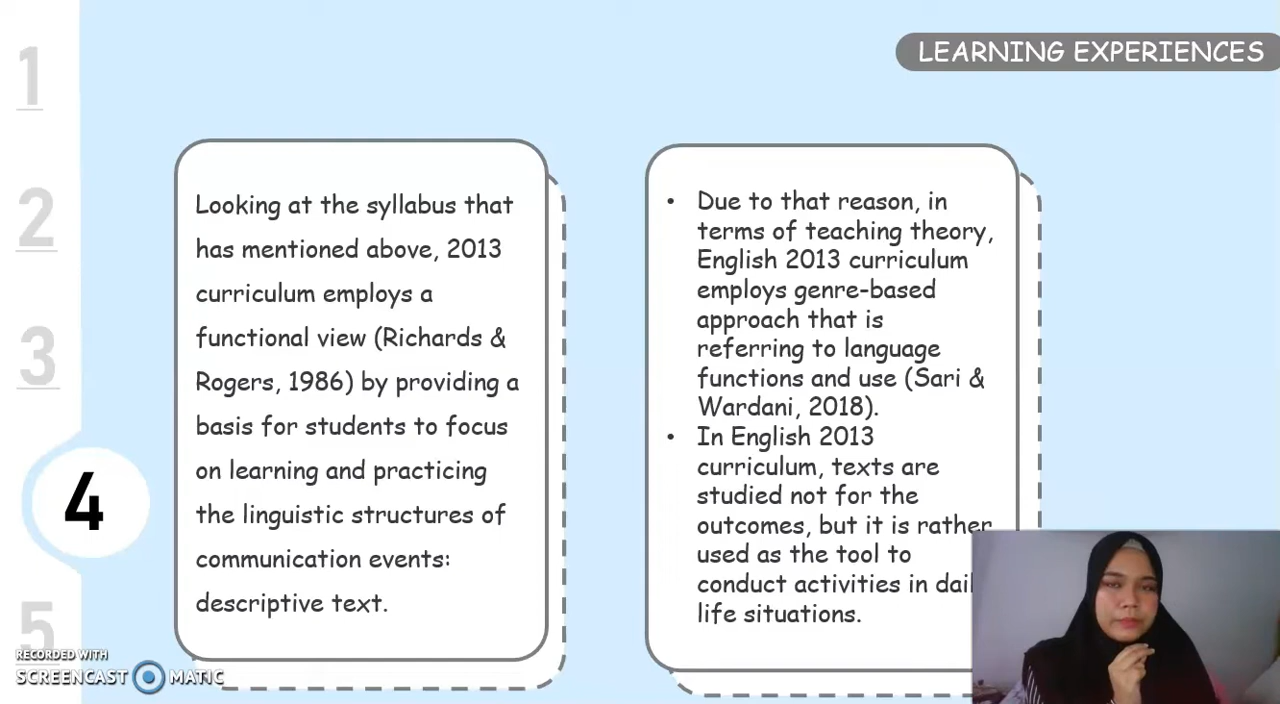 1
2
3
4
5
LEARNING EXPERIENCES
Looking at the syllabus that
has mentioned above, 2013
curriculum employs a
functional view (Richards &
Rogers, 1986) by providing a
basis for students to focus
on learning and practicing
the linguistic structures of
communication events:
descriptive text.
• Due to that reason, in
terms of teaching theory,
English 2013 curriculum
employs genre-based
approach that is
referring to language
functions and use (Sari &
Wardani, 2018).
• In English 2013
curriculum, texts are
studied not for the
outcomes, but it is rather
used as the tool to
conduct activities in dail
life situations.
RECORDED WITH
SCREENCAST MATIC